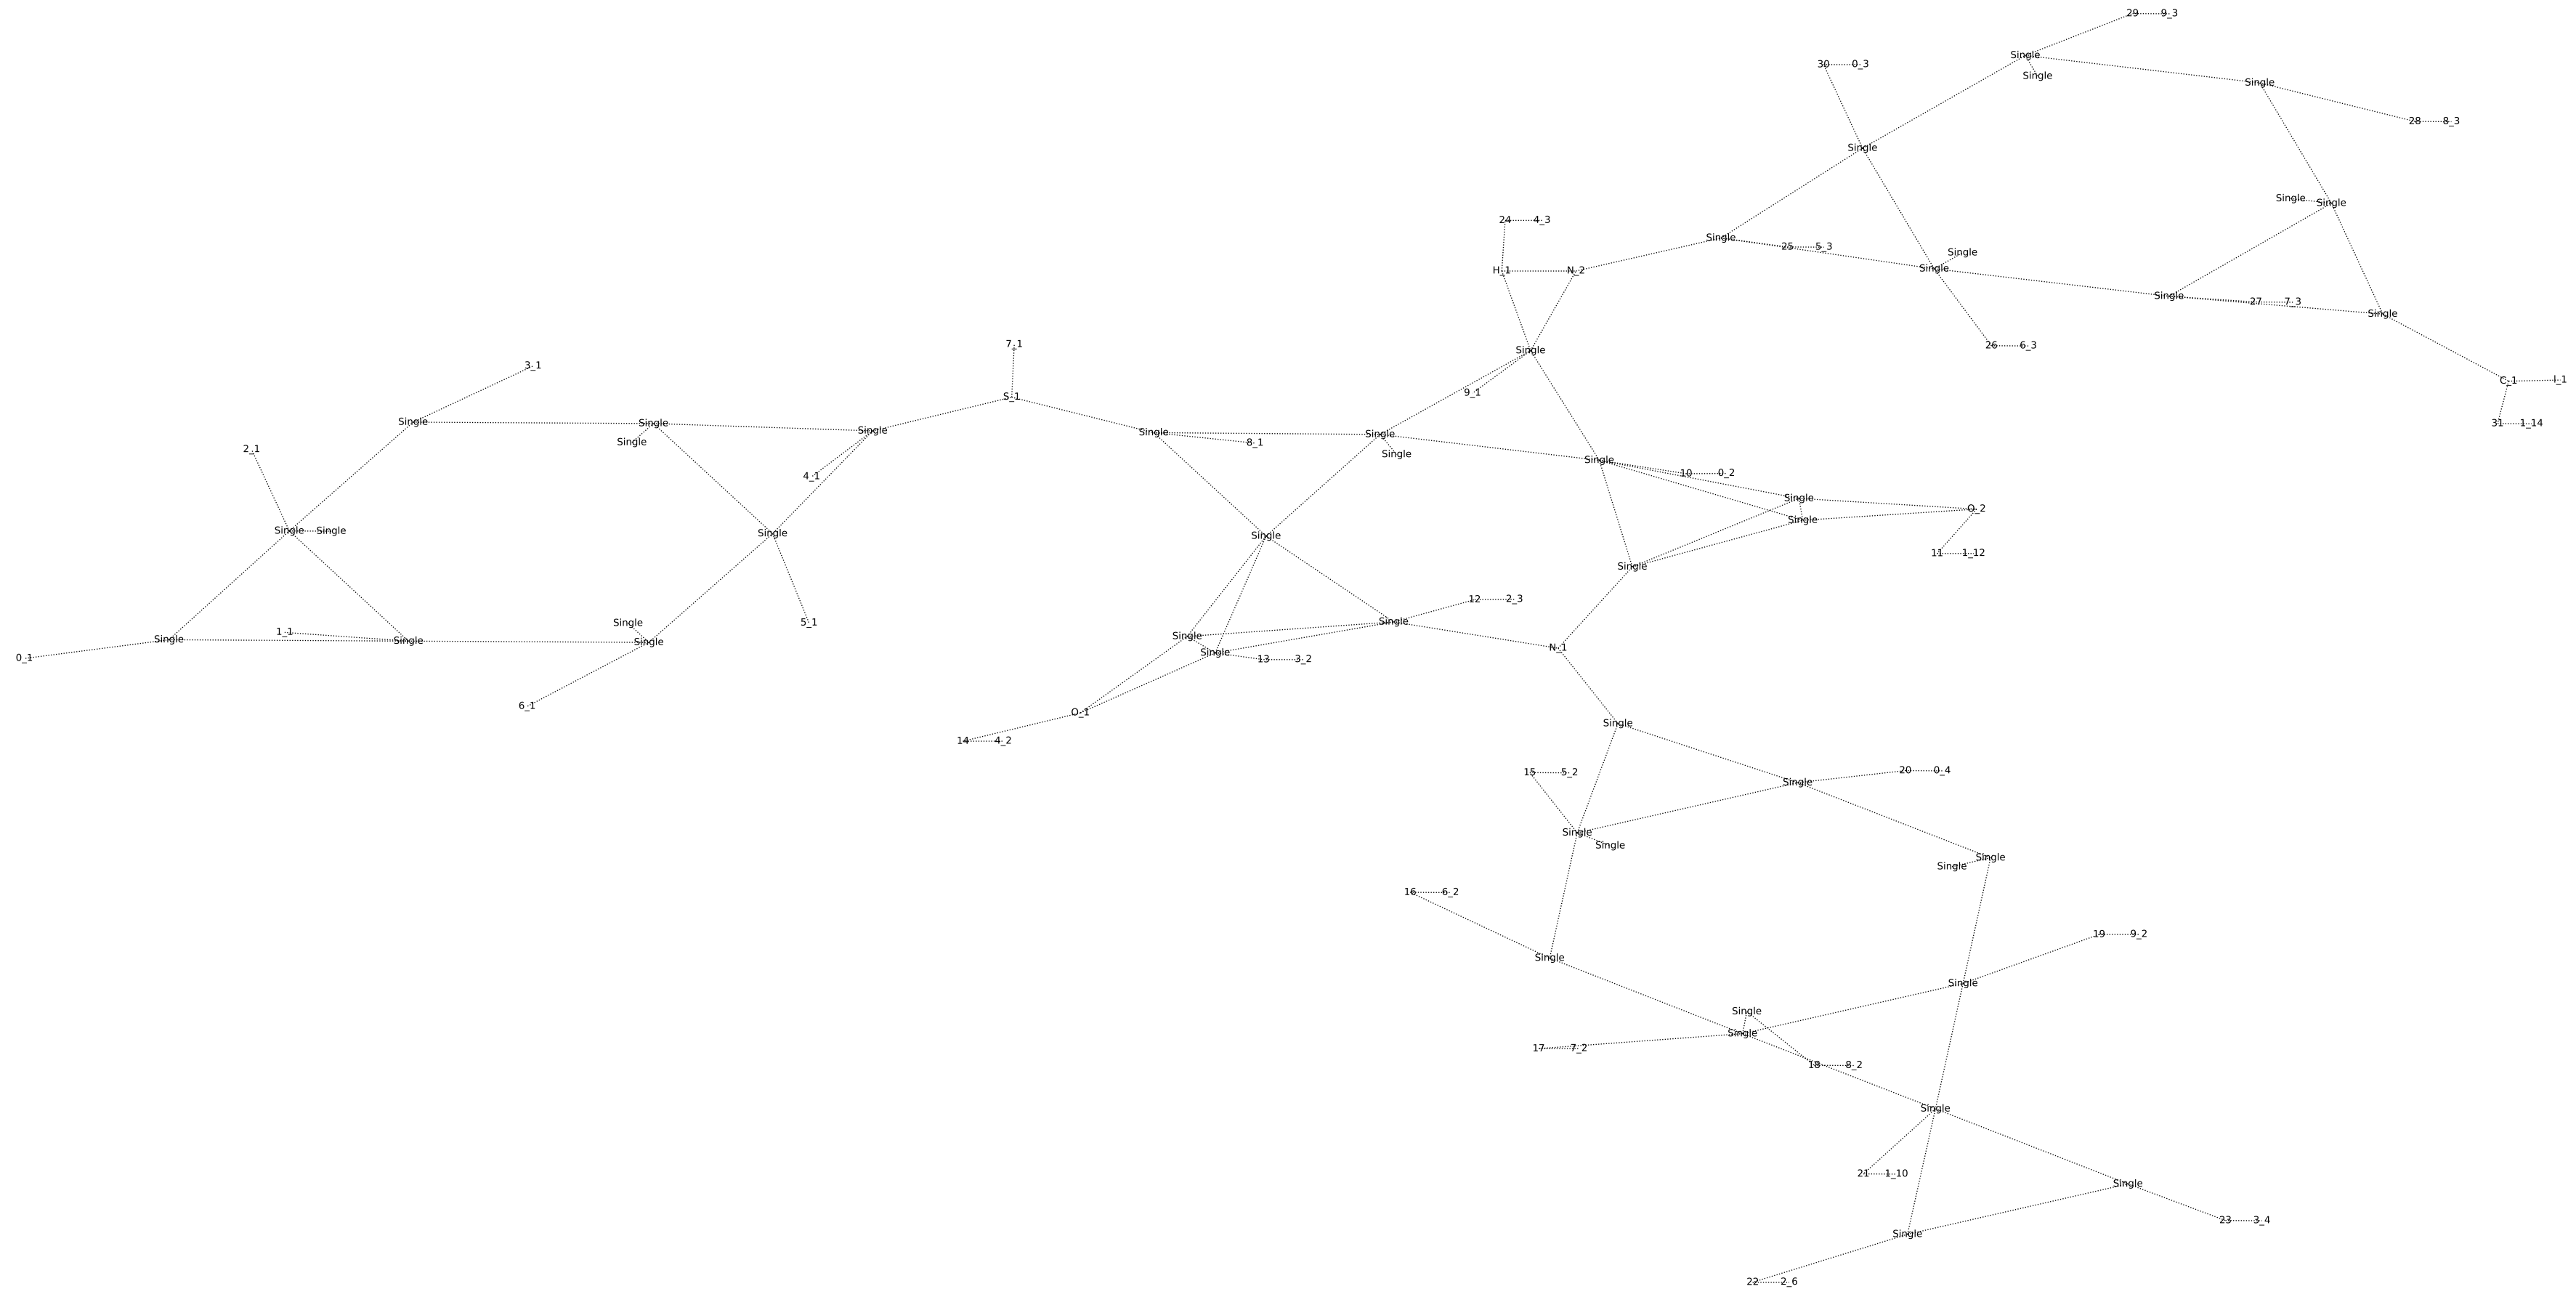 29 9_3
Single
30 0_3
Single
Single
28 8_3
Single
Single
Single
24 4_3
Single
25 5_3
Single
Single
H_1 N_2
Single
27 7_3
Single
7_1
26 6_3
Single
3_1
C_1 I_1
9_1
S_1
Single
Single
31 1_14
Single
Single
Single
Single
8_1
2_1
Single
Single
10 0_2
4_1
Single
O_2
Single
Single Single
Single
Single
11 1_12
Single
12 2_3
Single
Single
5_1
1_1
Single
Single
Single
Single
Single
N_1
0_1
13 3_2
6_1
O_1
Single
14 4_2
15 5_2
20 0_4
Single
Single
Single
Single
Single
16 6_2
19 9_2
Single
Single
Single
Single
17 7_2
18 8_2
Single
21 1_10
Single
23 3_4
Single
22 2_6